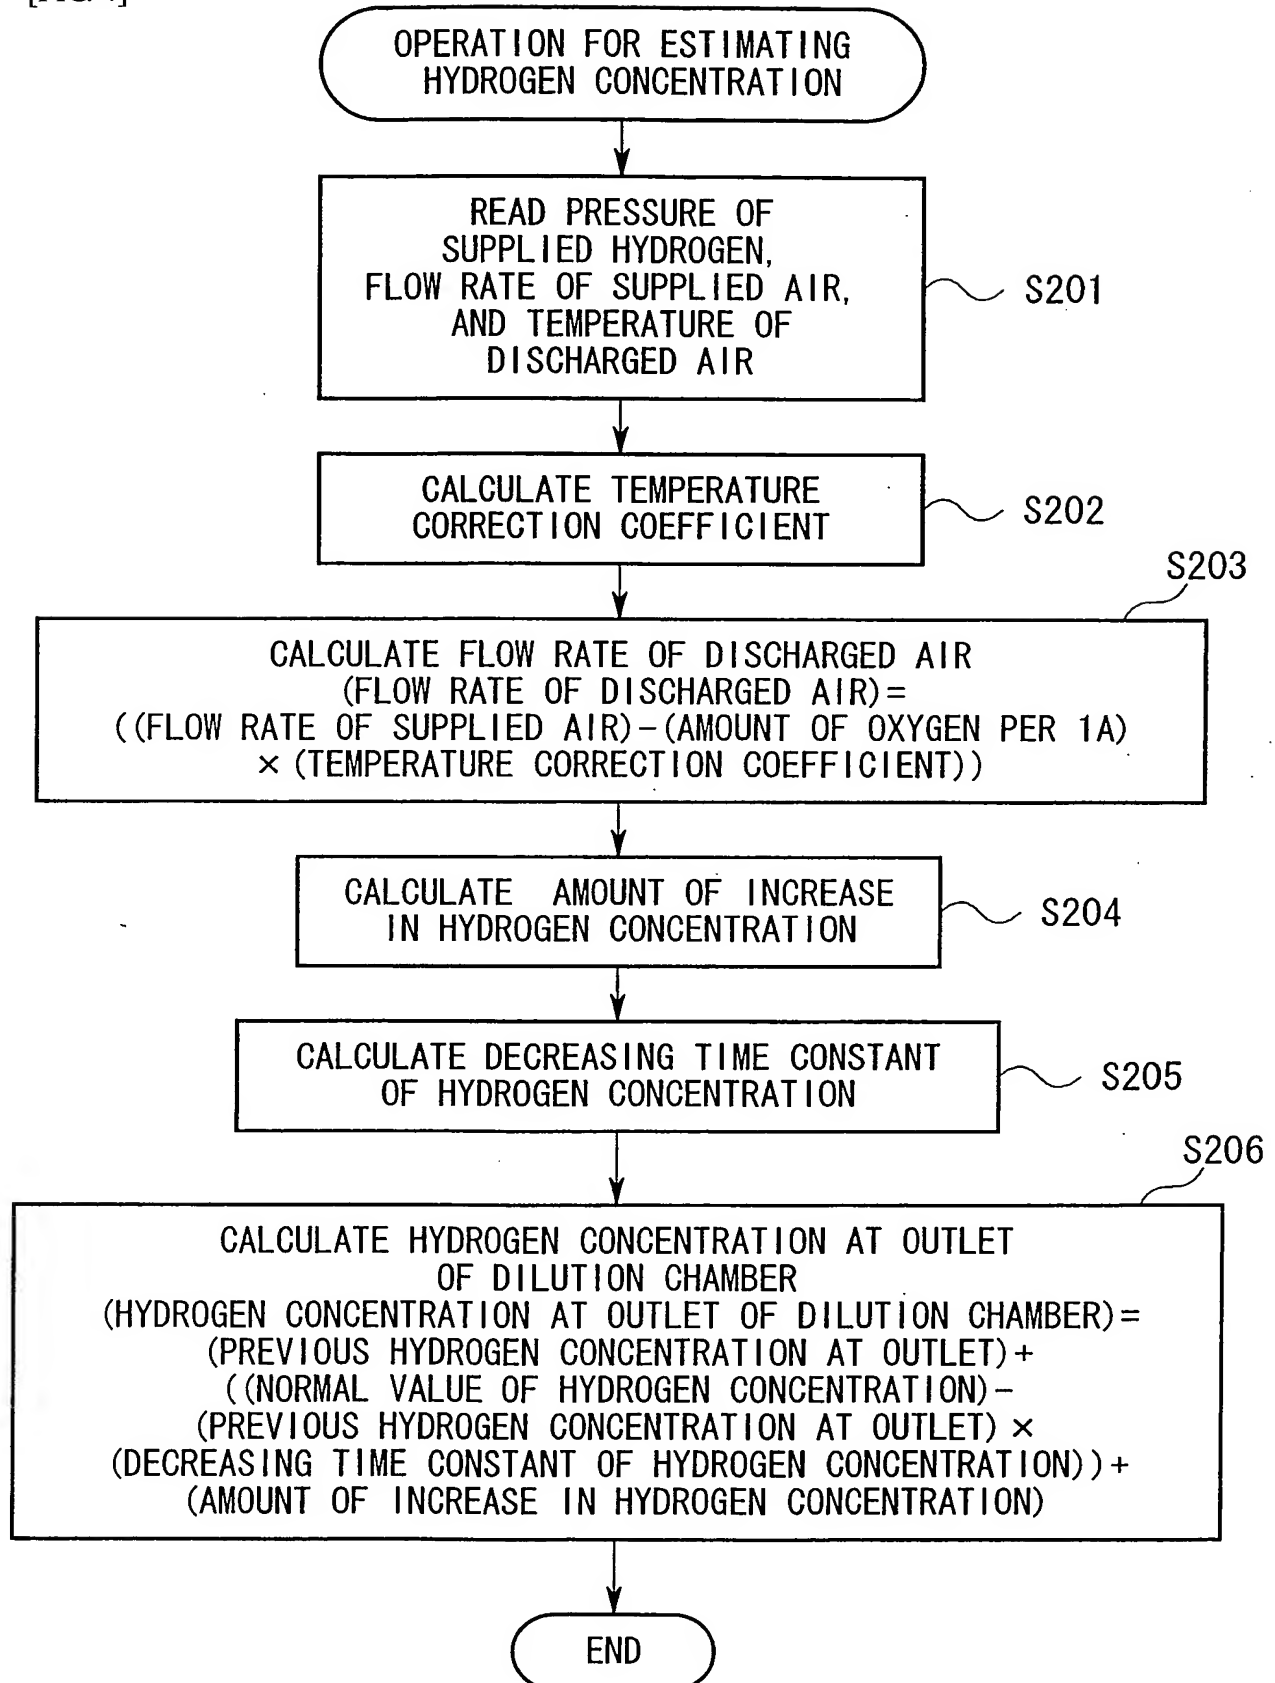 OPERATION FOR ESTIMATING
HYDROGEN CONCENTRATION
READ PRESSURE OF
SUPPLIED HYDROGEN,
FLOW RATE OF SUPPLIED AIR,
AND TEMPERATURE OF
DISCHARGED AIR
S201
CALCULATE TEMPERATURE
CORRECTION COEFFICIENT
S202
S203
CALCULATE FLOW RATE OF DISCHARGED AIR
(FLOW RATE OF DISCHARGED AIR)=
((FLOW RATE OF SUPPLIED AIR)-(AMOUNT OF OXYGEN PER 1A)
×(TEMPERATURE CORRECTION COEFFICIENT))
CALCULATE AMOUNT OF INCREASE
IN HYDROGEN CONCENTRATION
S204
CALCULATE DECREASING TIME CONSTANT
OF HYDROGEN CONCENTRATION
S205
S206
CALCULATE HYDROGEN CONCENTRATION AT OUTLET
OF DILUTION CHAMBER
(HYDROGEN CONCENTRATION AT OUTLET OF DILUTION CHAMBER)=
(PREVIOUS HYDROGEN CONCENTRATION AT OUTLET)+
((NORMAL VALUE OF HYDROGEN CONCENTRATION)-
(PREVIOUS HYDROGEN CONCENTRATION AT OUTLET)×
(DECREASING TIME CONSTANT OF HYDROGEN CONCENTRATION))+
(AMOUNT OF INCREASE IN HYDROGEN CONCENTRATION)
END